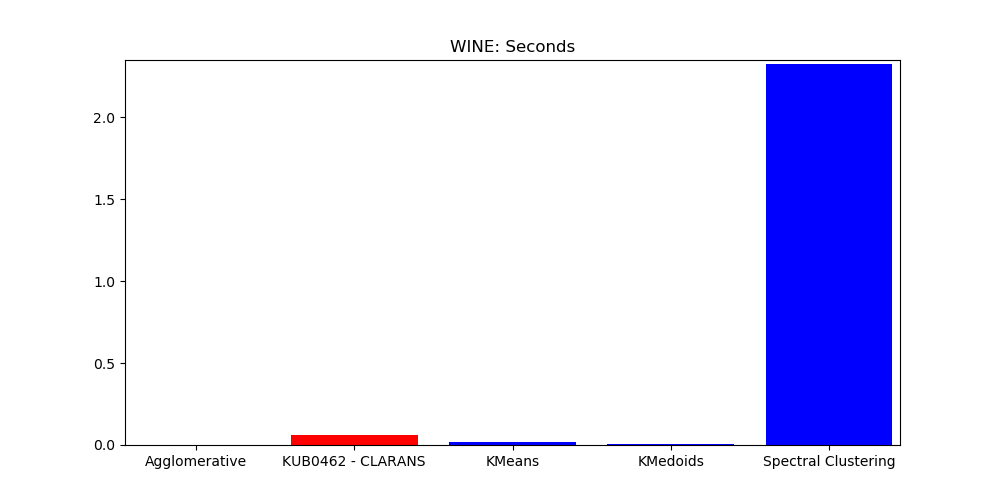 WINE: Seconds
2.0
1.5
1.0
0.5
0.0
Agglomerative KUB0462 - CLARANS KMeans KMedoids Spectral Clustering